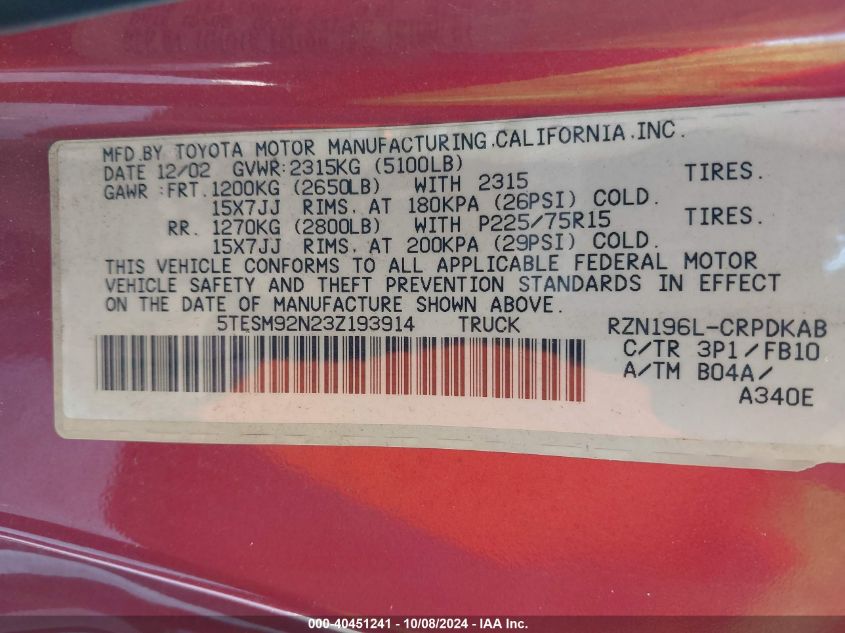 MFD.BY TOYOTA MOTOR MANUFACTURING,CALIFORNIA,INC.
DATE 12/02 GVWR:2315KG (5100LB)
GAWR :FRT.1200KG (2650LB) WITH 2315 TIRES.
15X7JJ RIMS, AT 180KPA (26PSI) COLD.
RR. 1270KG (2800LB) WITH P225/75R15 TIRES.
15X7JJ RIMS, AT 200KPA (29PSI) COLD.
THIS VEHICLE CONFORMS TO ALL APPLICABLE FEDERAL MOTOR
VEHICLE SAFETY AND THEFT PREVENTION STANDARDS IN EFFECT
ON THE DATE OF MANUFACTURE SHOWN ABOVE.
5TESM92N23Z193914 TRUCK RZN196L-CRPDKAB
C/TR 3P1/FB10
A/TM B04A/
A340E
000-40451241 - 10/08/2024 - IAA Inc.